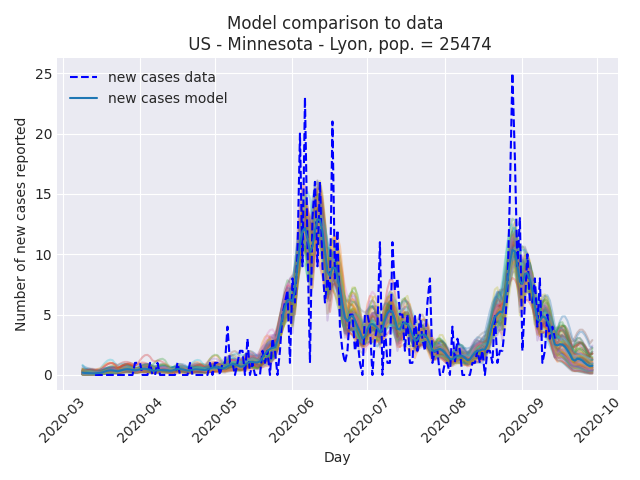 Model comparison to data
US - Minnesota - Lyon, pop. = 25474
new cases data
new cases model
Number of new cases reported
25
20
15
10
5
0
2020-03
2020-04
2020-05
2020-06
2020-07
2020-08
2020-09
2020-10
Day